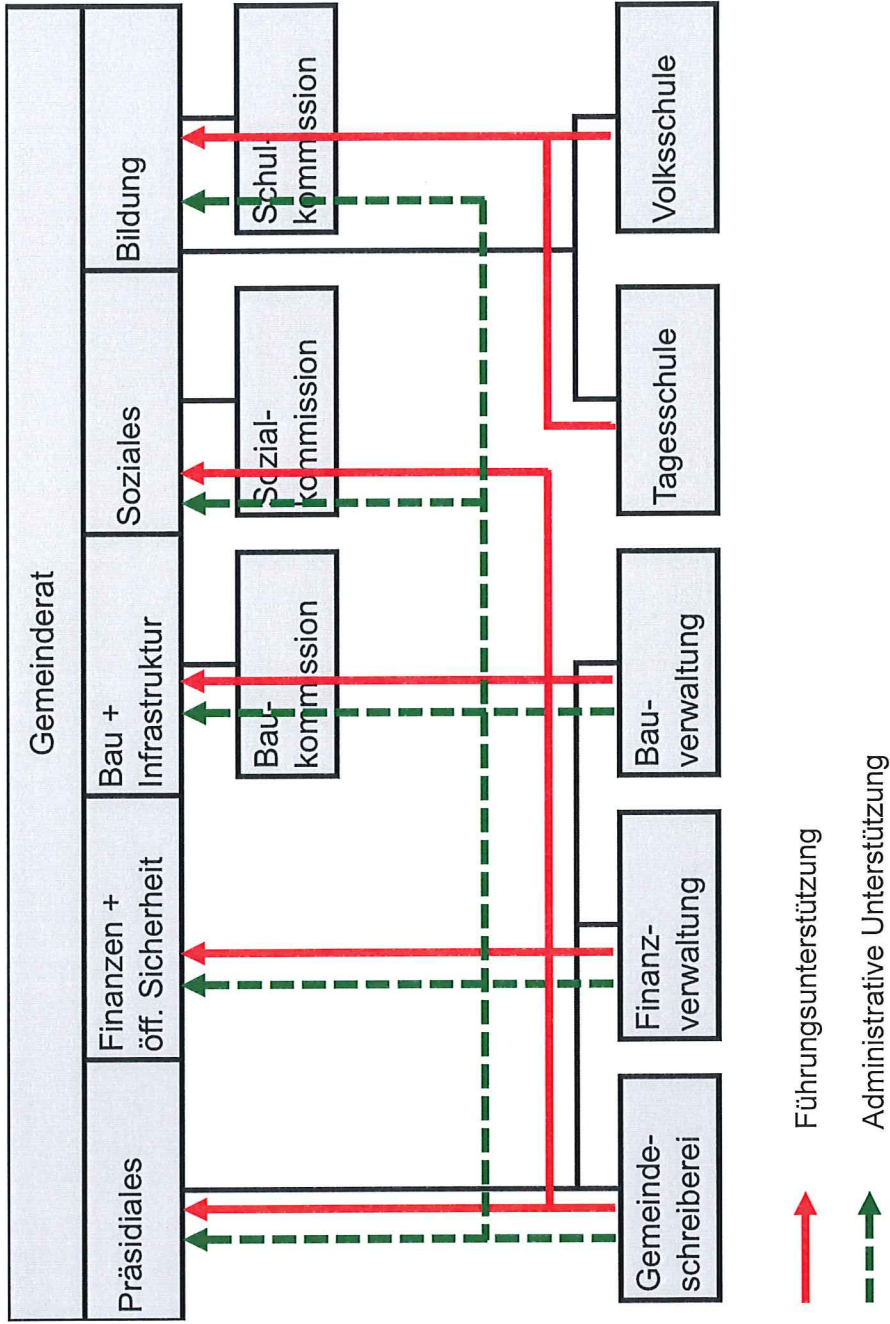 Gemeinderat
Präsidiales
Finanzen +
öff. Sicherheit
Bau +
Infrastruktur
Soziales
Bildung
Bau-
kommission
Sozial-
kommission
Schul-
kommission
Gemeinde-
schreiberei
Finanz-
verwaltung
Bau-
verwaltung
Tagesschule
Volksschule
Führungsunterstützung
Administrative Unterstützung